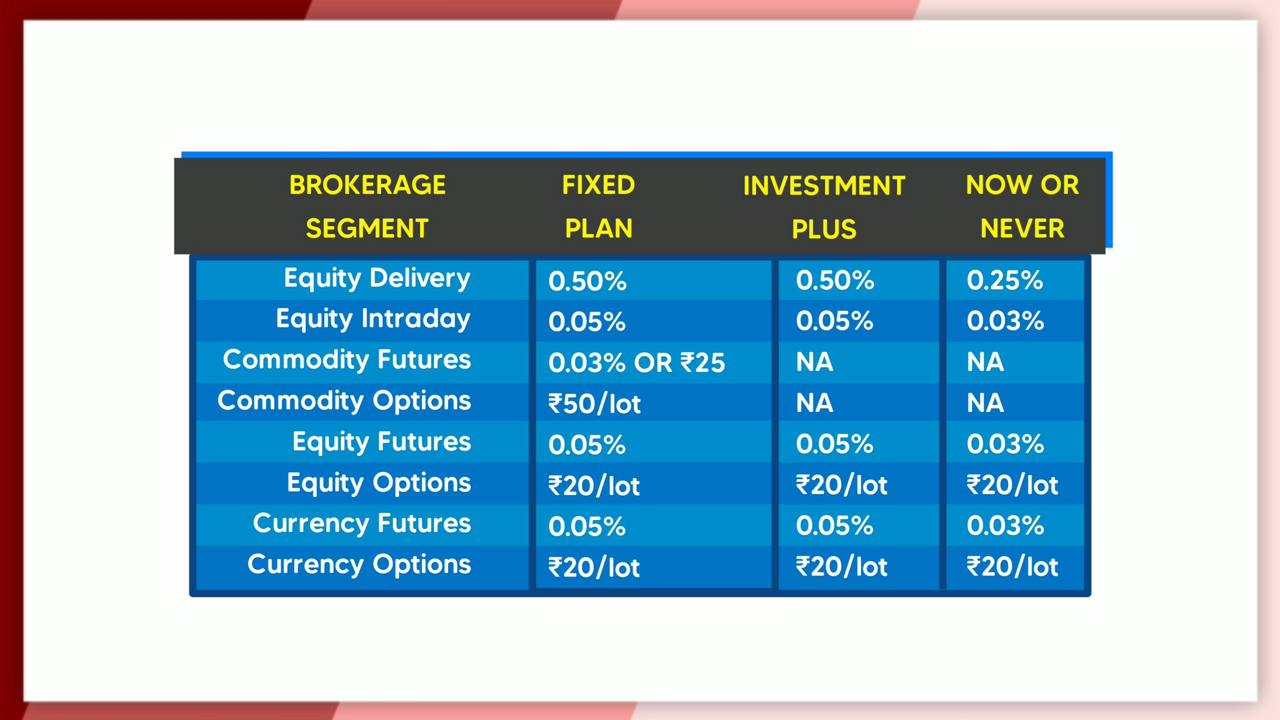 BROKERAGE SEGMENT FIXED PLAN INVESTMENT PLUS NOW OR NEVER
Equity Delivery 0.50% 0.50% 0.25%
Equity Intraday 0.05% 0.05% 0.03%
Commodity Futures 0.03% OR ₹25 NA NA
Commodity Options ₹50/lot NA NA
Equity Futures 0.05% 0.05% 0.03%
Equity Options ₹20/lot ₹20/lot ₹20/lot
Currency Futures 0.05% 0.05% 0.03%
Currency Options ₹20/lot ₹20/lot ₹20/lot